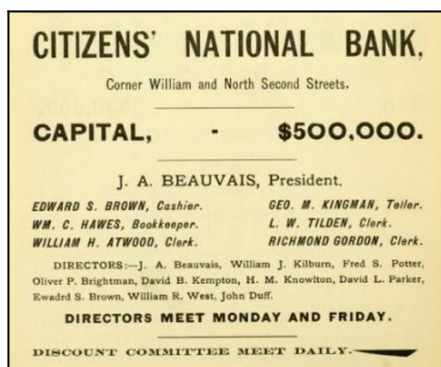 CITIZENS' NATIONAL BANK,
Corner William and North Second Streets.
CAPITAL, - $500,000.
J. A. BEAUVAIS, President.
EDWARD S. BROWN, Cashier. GEO. M. KINGMAN, Teller.
WM. C. HAWES, Bookkeeper. L. W. TILDEN, Clerk.
WILLIAM H. ATWOOD, Clerk. RICHMOND GORDON, Clerk.
DIRECTORS:—J. A. Beauvais, William J. Kilburn, Fred S. Potter,
Oliver P. Brightman, David B. Kempton, H. M. Knowlton, David L. Parker,
Ewadrd S. Brown, William R. West, John Duff.
DIRECTORS MEET MONDAY AND FRIDAY.
DISCOUNT COMMITTEE MEET DAILY.